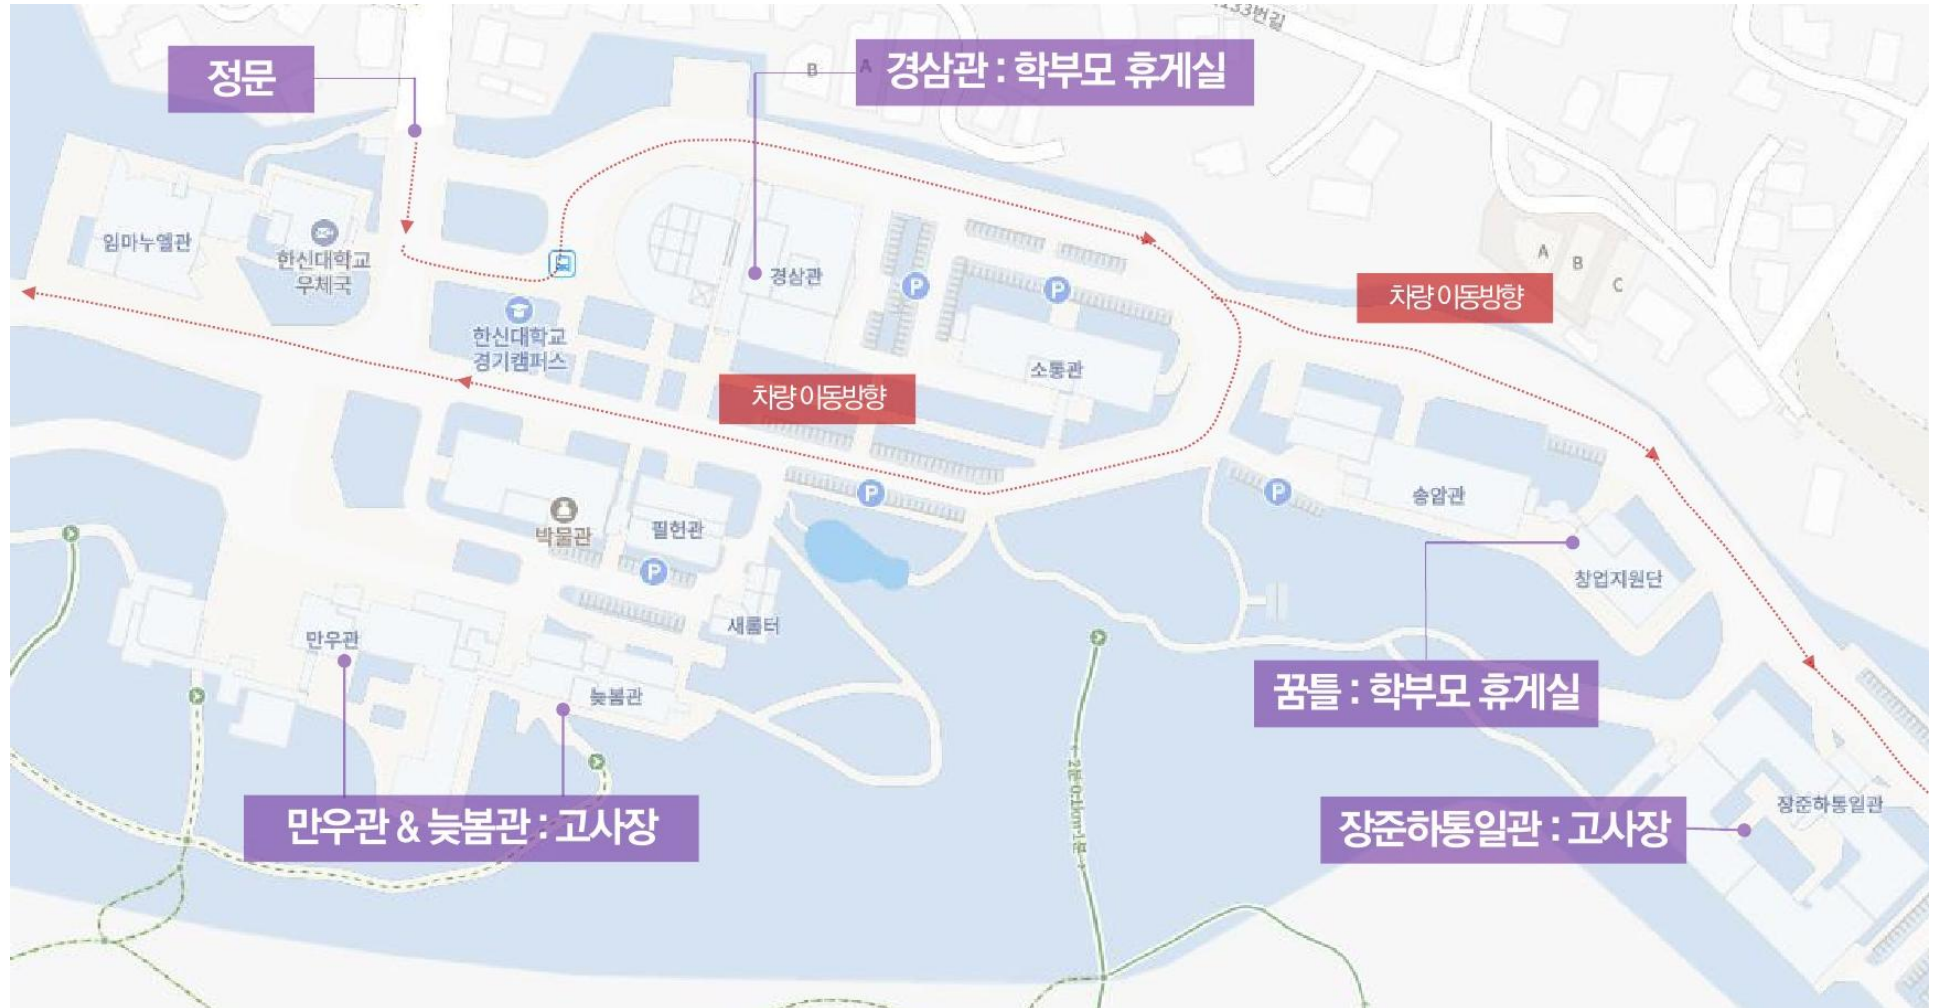 133번길
정문
B
A
경삼관 : 학부모 휴게실
임마누엘관
한신대학교
우체국
경삼관
P
P
A
B
C
차량 이동방향
한신대학교
경기캠퍼스
소통관
차량 이동방향
P
P
송암관
박물관
필헌관
P
창업지원단
만우관
새롬터
늦봄관
꿈틀 : 학부모 휴게실
만우관 & 늦봄관 : 고사장
장준하통일관 : 고사장
장준하통일관